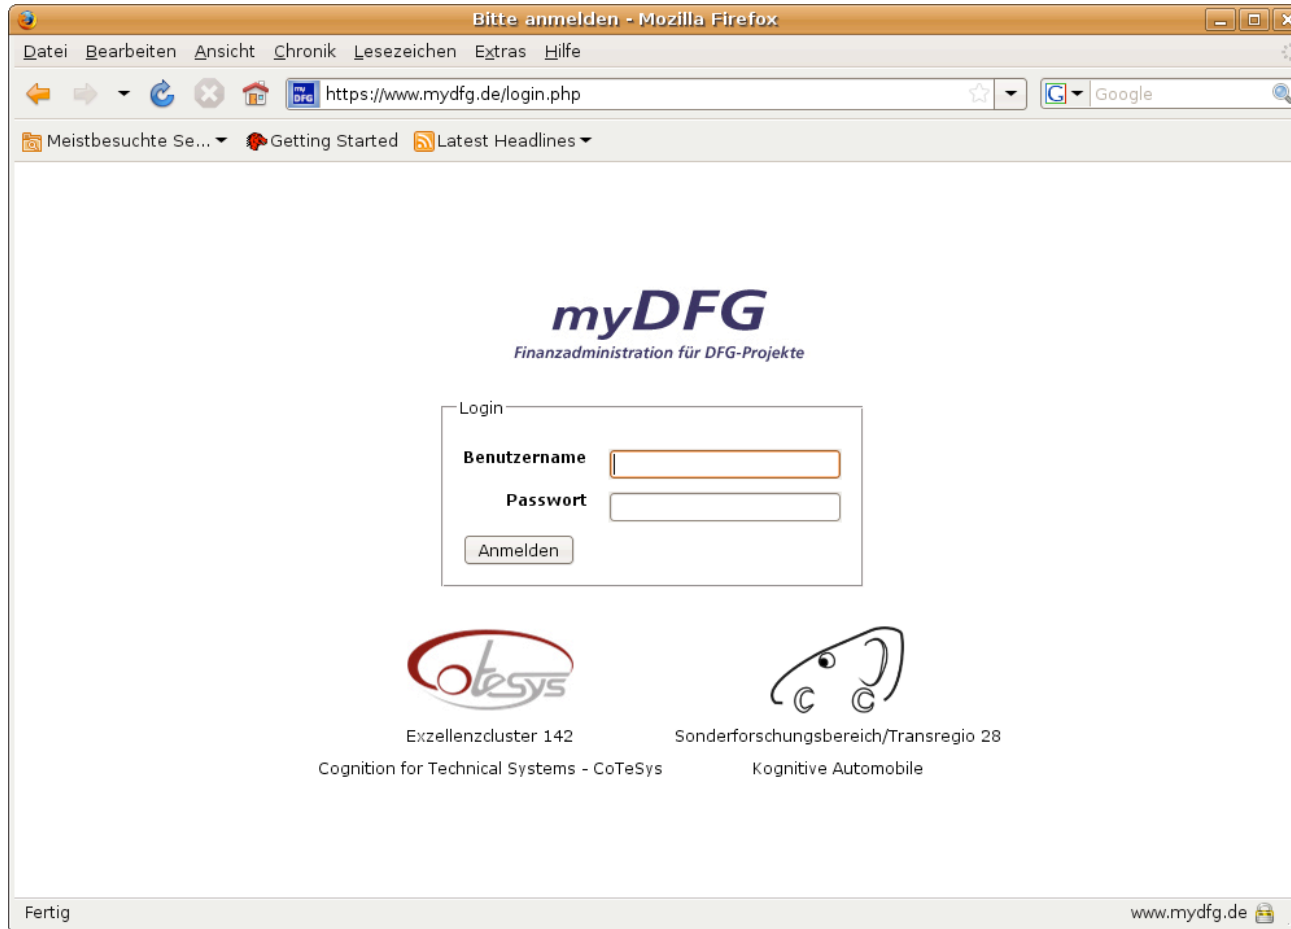 Bitte anmelden - Mozilla Firefox
Datei Bearbeiten Ansicht Chronik Lesezeichen Extras Hilfe
my DFG https://www.mydfg.de/login.php G Google
Meistbesuchte Se... Getting Started Latest Headlines
myDFG
Finanzadministration für DFG-Projekte
Login
Benutzername
Passwort
Anmelden
Cotesys
Exzellenzcluster 142
Cognition for Technical Systems - CoTeSys
Sonderforschungsbereich/Transregio 28
Kognitive Automobile
Fertig www.mydfg.de